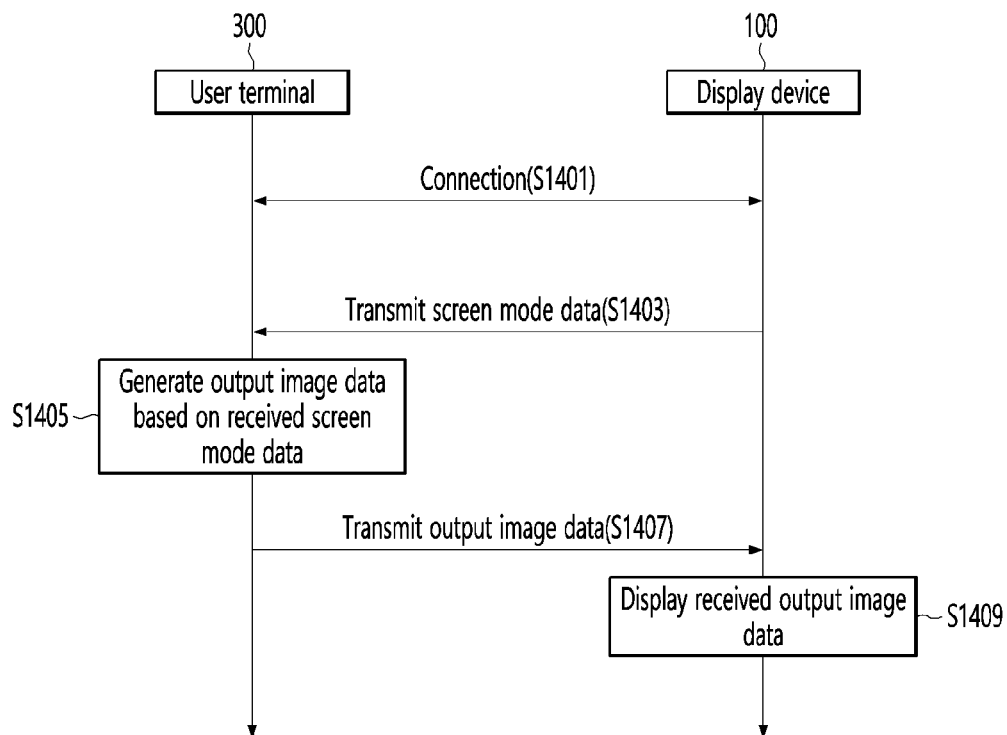 300
100
User terminal
Display device
Connection(S1401)
Transmit screen mode data(S1403)
Generate output image data
based on received screen
mode data
S1405
Transmit output image data(S1407)
Display received output image
data
S1409